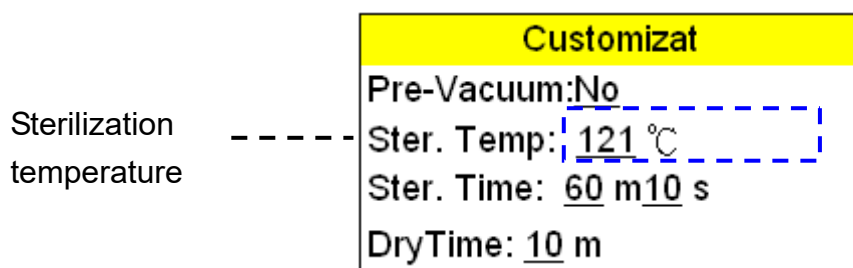 Customizat
Pre-Vacuum:No
Sterilization
temperature
Ster. Temp: 121 ℃
Ster. Time: 60 m10 s
DryTime: 10 m